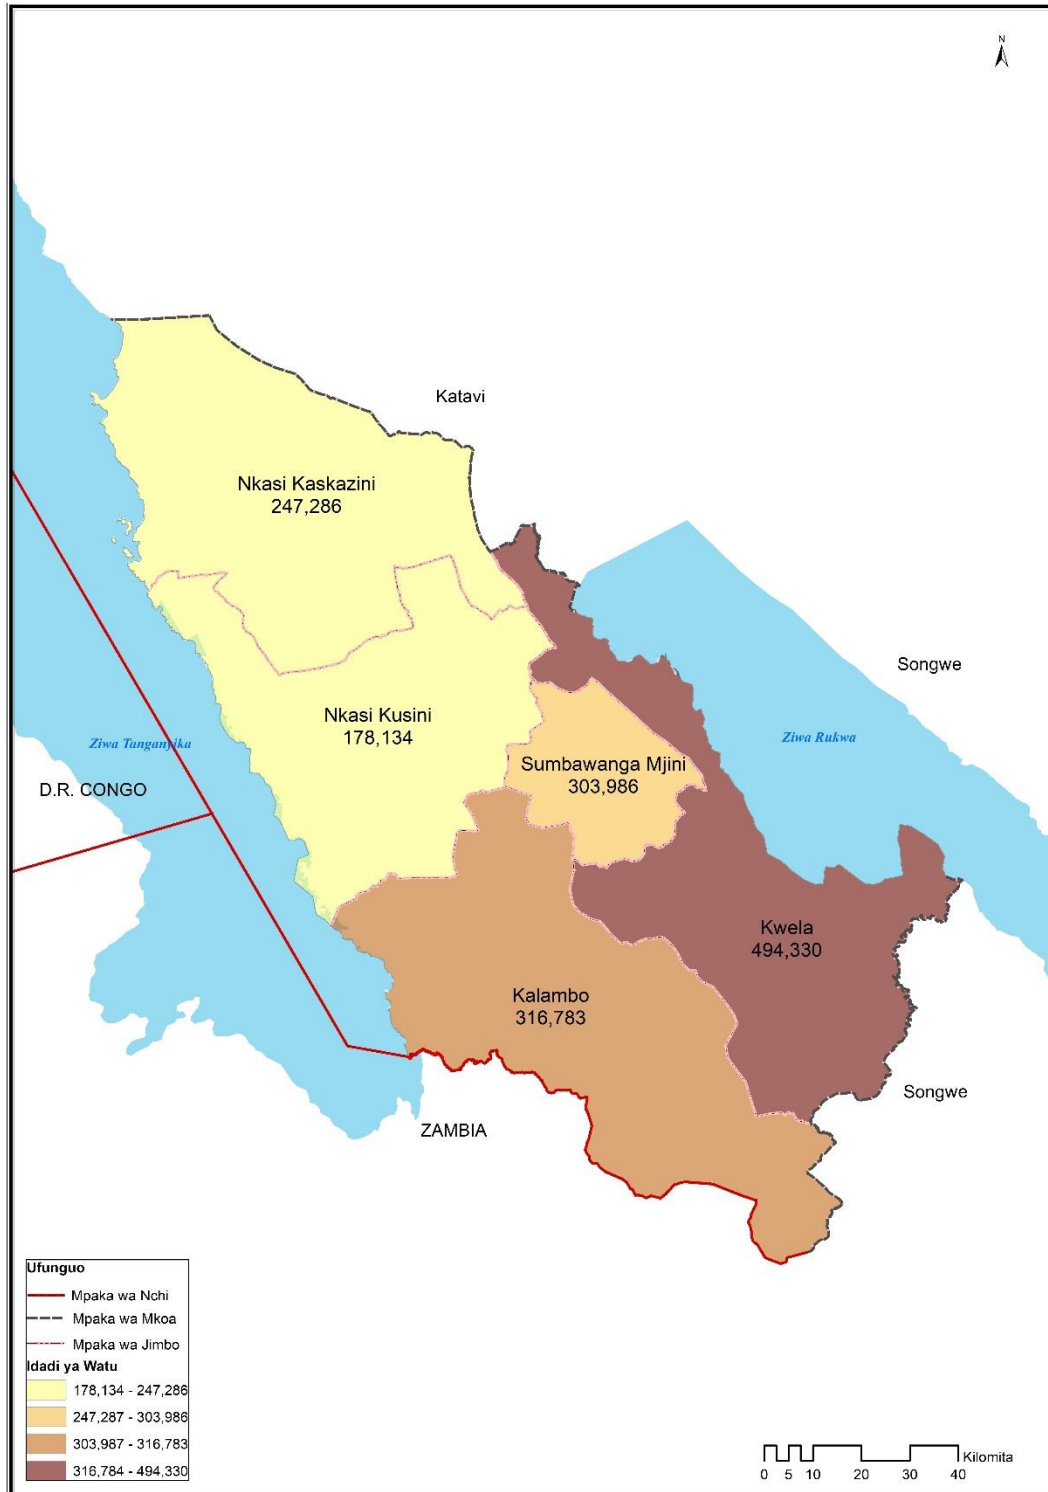 N
Katavi
Nkasi Kaskazini
247,286
Songwe
Nkasi Kusini
178,134
Ziwa Tanganyika
Ziwa Rukwa
Sumbawanga Mjini
303,986
D.R. CONGO
Kwela
494,330
Kalambo
316,783
Songwe
ZAMBIA
Ufunguo
Mpaka wa Nchi
Mpaka wa Mkoa
Mpaka wa Jimbo
Idadi ya Watu
178,134 - 247,286
247,287 - 303,986
303,987 - 316,783
316,784 - 494,330
Kilomita
0 5 10 20 30 40